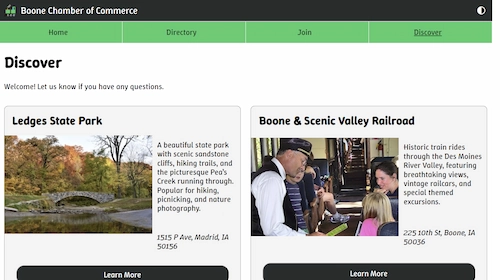 Boone Chamber of Commerce
Home
Directory
Join
Discover
Discover
Welcome! Let us know if you have any questions.
Ledges State Park
A beautiful state park
with scenic sandstone
cliffs, hiking trails, and
the picturesque Pea's
Creek running through.
Popular for hiking,
picnicking, and nature
photography.
1515 P Ave, Madrid, IA
50156
Learn More
Boone & Scenic Valley Railroad
Historic train rides
through the Des Moines
River Valley, featuring
breathtaking views,
vintage railcars, and
special themed
excursions.
225 10th St, Boone, IA
50036
Learn More